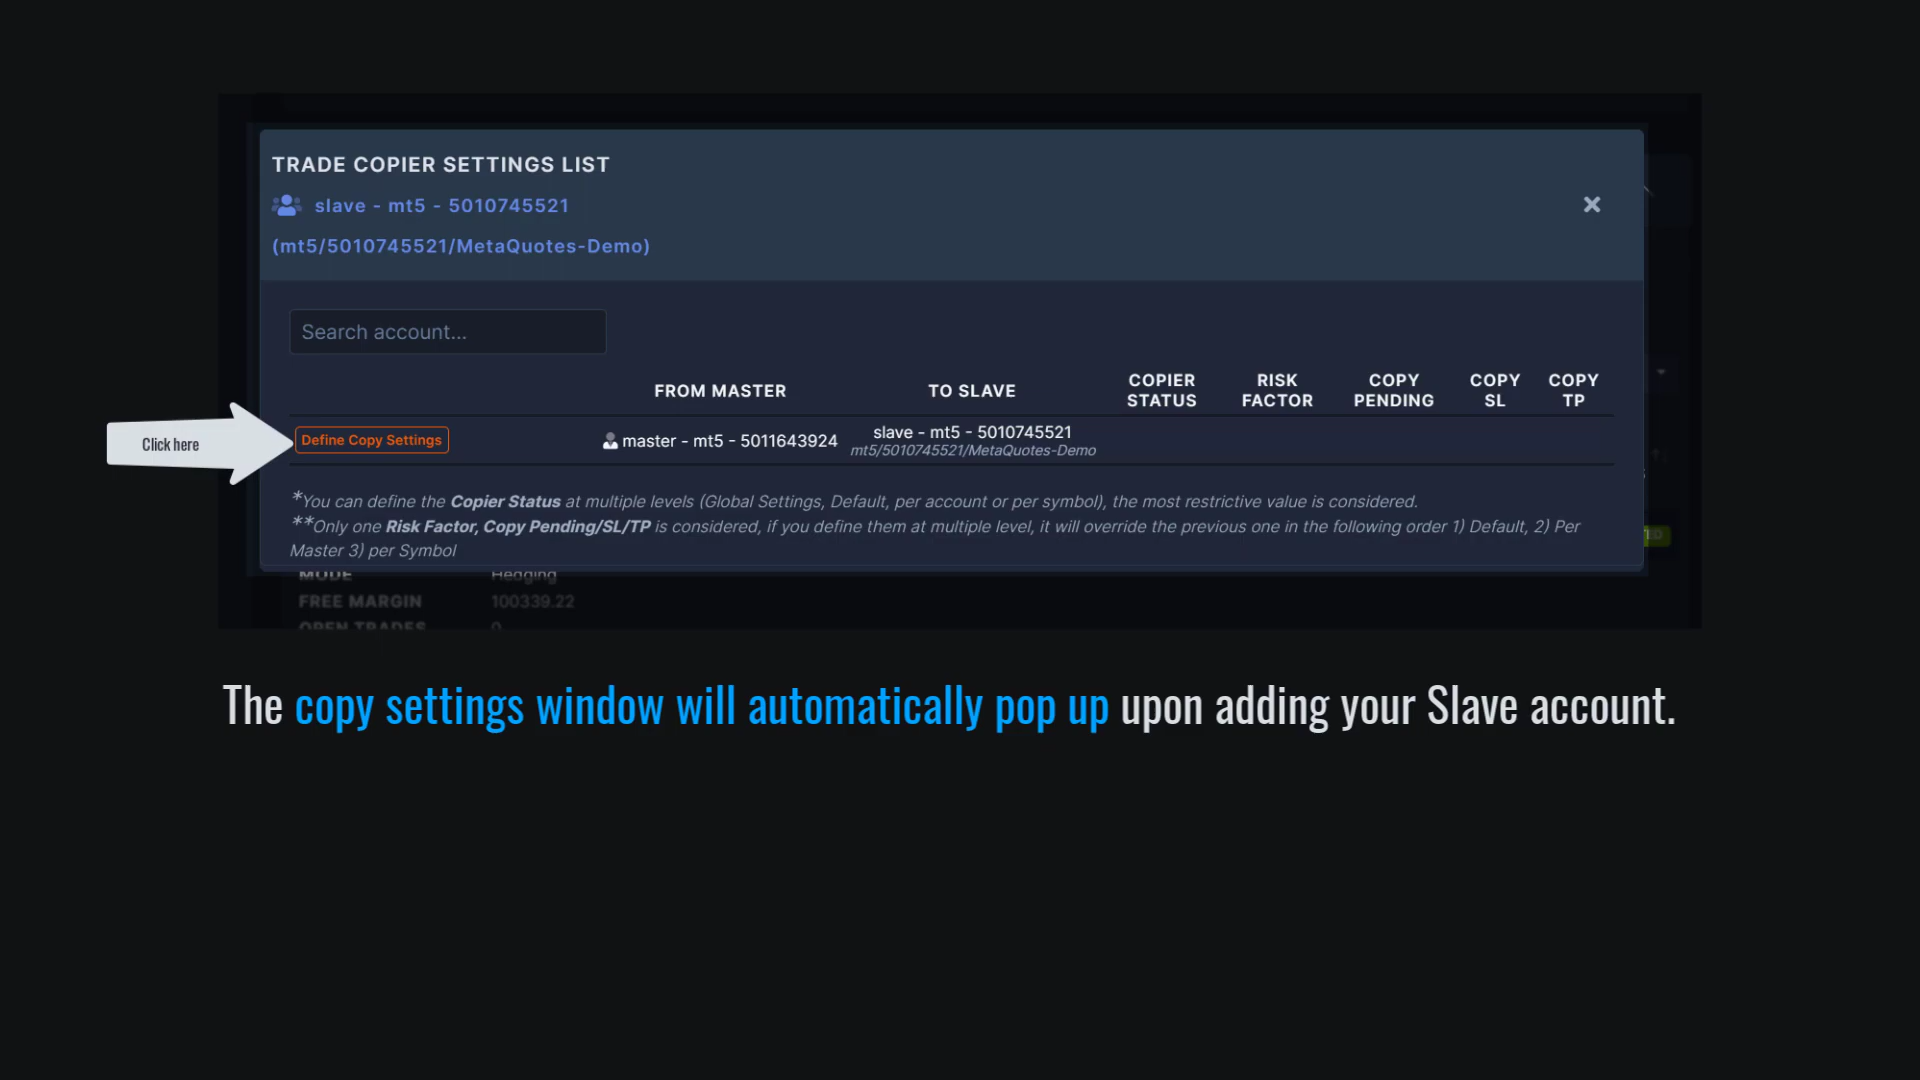 TRADE COPIER SETTINGS LIST
slave - mt5 - 5010745521
(mt5/5010745521/MetaQuotes-Demo)
Search account...
FROM MASTER
TO SLAVE
COPIER STATUS
RISK FACTOR
COPY PENDING
COPY SL
COPY TP
Click here
Define Copy Settings
master - mt5 - 5011643924
slave - mt5 - 5010745521
mt5/5010745521/MetaQuotes-Demo
*You can define the Copier Status at multiple levels (Global Settings, Default, per account or per symbol), the most restrictive value is considered.
**Only one Risk Factor, Copy Pending/SL/TP is considered, if you define them at multiple level, it will override the previous one in the following order 1) Default, 2) Per
Master 3) per Symbol
MODE Hedging
FREE MARGIN 100339.22
OPEN TRADES 0
The copy settings window will automatically pop up upon adding your Slave account.